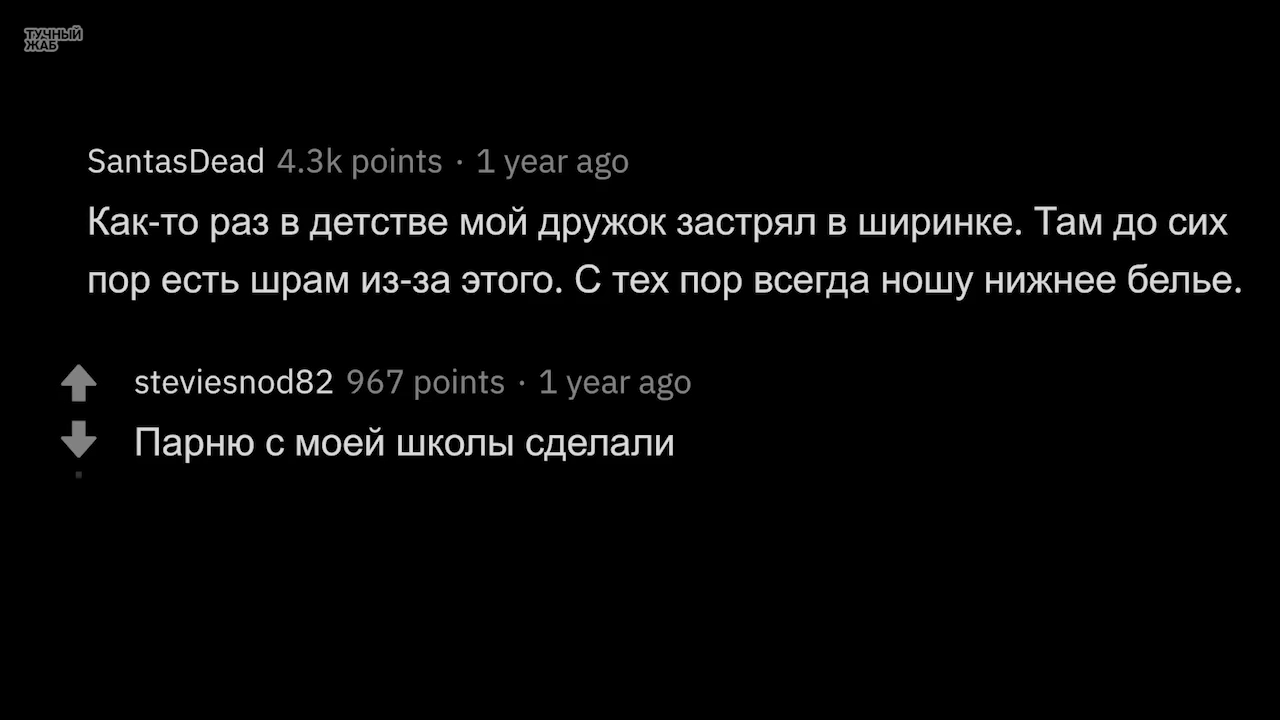 ТУЧНЫЙ
ЖАБ
SantasDead 4.3k points · 1 year ago
Как-то раз в детстве мой дружок застрял в ширинке. Там до сих
пор есть шрам из-за этого. С тех пор всегда ношу нижнее белье.
steviesnod82 967 points · 1 year ago
Парню с моей школы сделали